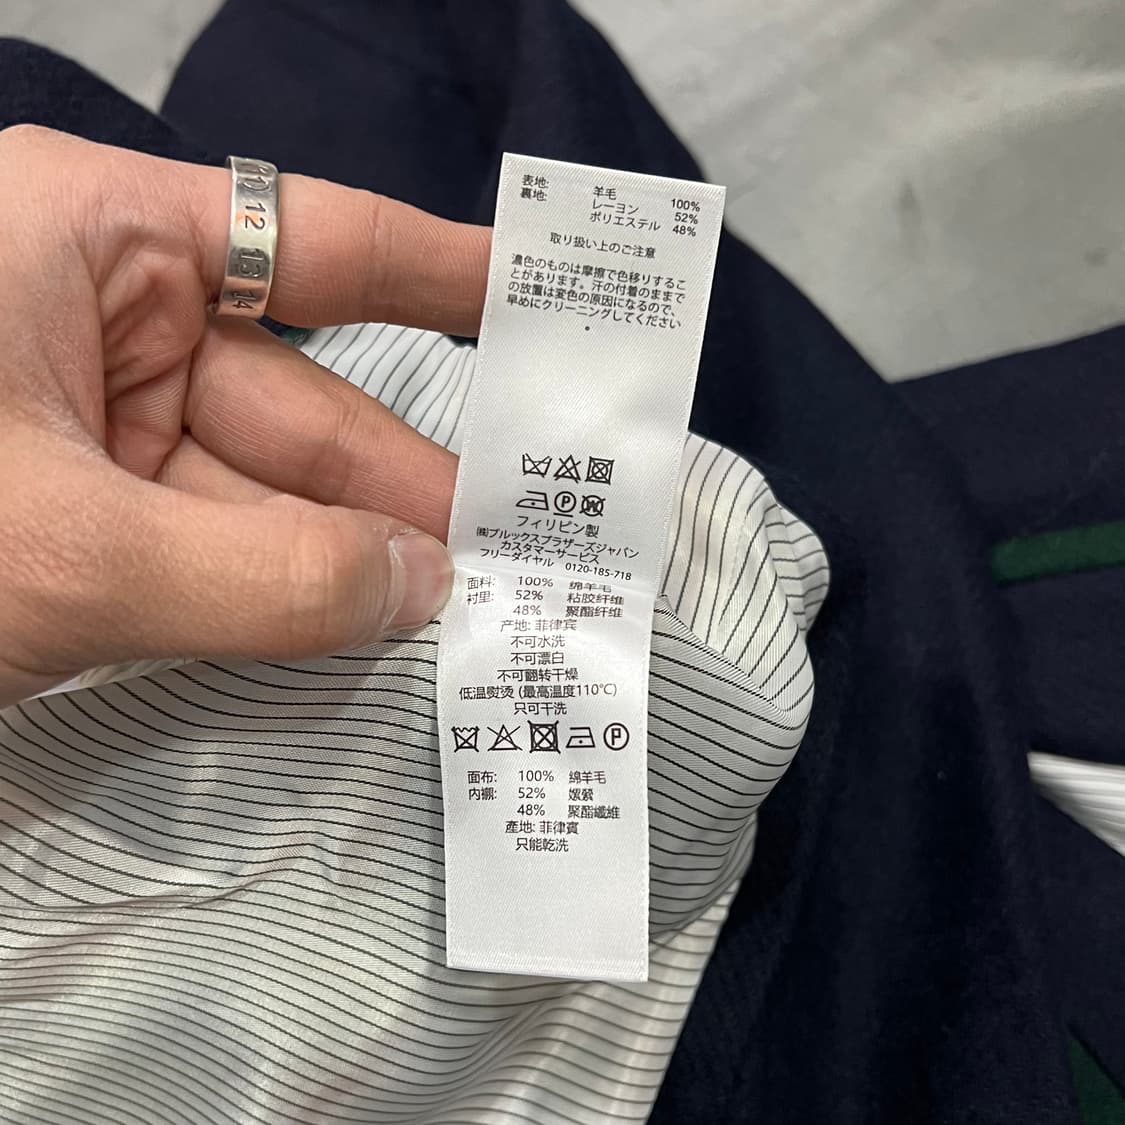 11 12 13 14
表地: 羊毛 100%
裏地: レーヨン 52%
ポリエステル 48%
取り扱い上のご注意
濃色のものは摩擦で色移りするこ
とがあります。汗の付着のままで
の放置は変色の原因になるので、
早めにクリーニングしてください
P W
フィリピン製
㈱ブルックスブラザーズジャパン
カスタマーサービス
フリーダイヤル 0120-185-718
面料: 100% 绵羊毛
衬里: 52% 粘胶纤维
48% 聚酯纤维
产地: 菲律宾
不可水洗
不可漂白
不可翻转干燥
低温熨烫 (最高温度110℃)
只可干洗
P
面布: 100% 綿羊毛
內襯: 52% 嫘縈
48% 聚酯纖維
產地: 菲律賓
只能乾洗